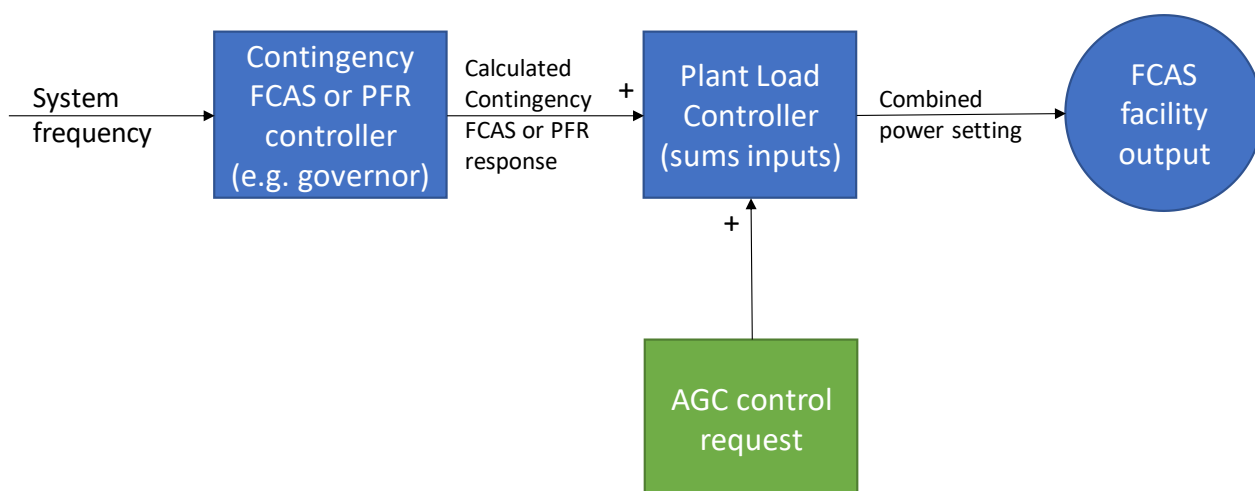 System
frequency
Contingency
FCAS or PFR
controller
(e.g. governor)
Calculated
Contingency
FCAS or PFR
response
+
Plant Load
Controller
(sums inputs)
Combined
power setting
FCAS
facility
output
+
AGC control
request